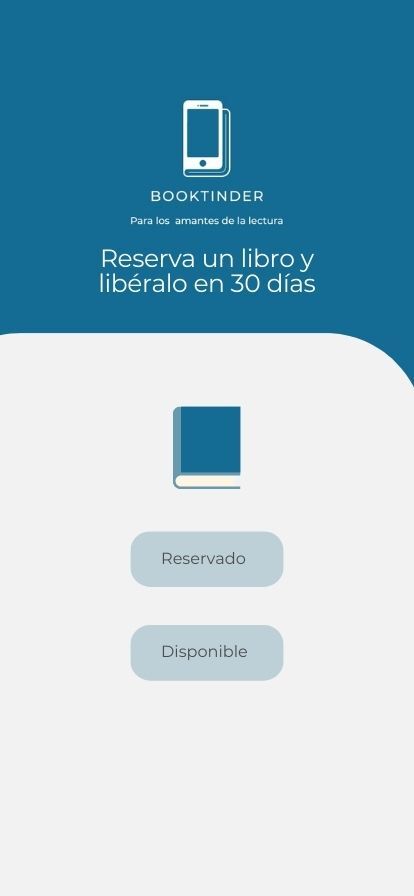 BOOKTINDER
Para los  amantes de la lectura
Reserva un libro y
libéralo en 30 días
Reservado
Disponible